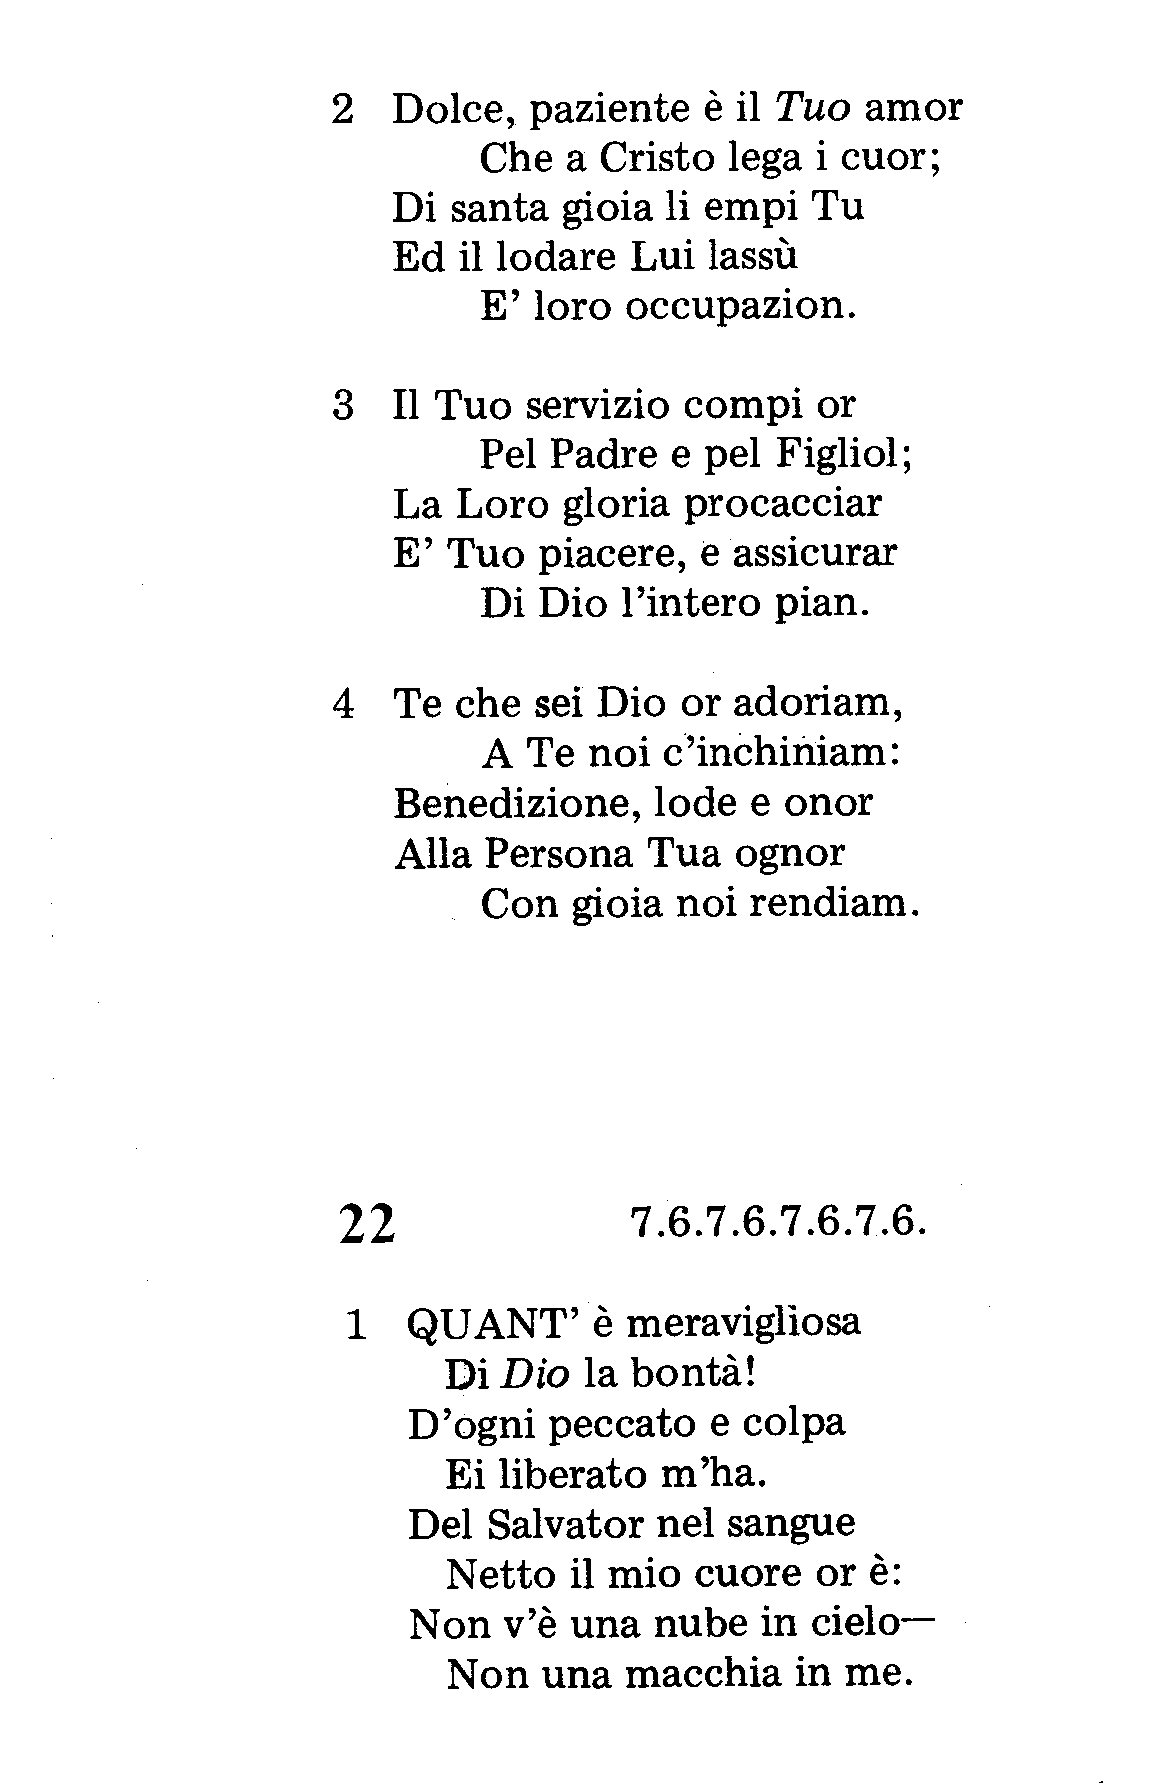 2 Dolce, paziente è il Tuo amor
Che a Cristo lega i cuor;
Di santa gioia li empi Tu
Ed il lodare Lui lassù
E' loro occupazion.
3 Il Tuo servizio compi or
Pel Padre e pel Figliol;
La Loro gloria procacciar
E' Tuo piacere, e assicurar
Di Dio l'intero pian.
4 Te che sei Dio or adoriam,
A Te noi c'inchiniam:
Benedizione, lode e onor
Alla Persona Tua ognor
Con gioia noi rendiam.
22 7.6.7.6.7.6.7.6.
1 QUANT' è meravigliosa
Di Dio la bontà!
D'ogni peccato e colpa
Ei liberato m'ha.
Del Salvator nel sangue
Netto il mio cuore or è:
Non v'è una nube in cielo—
Non una macchia in me.